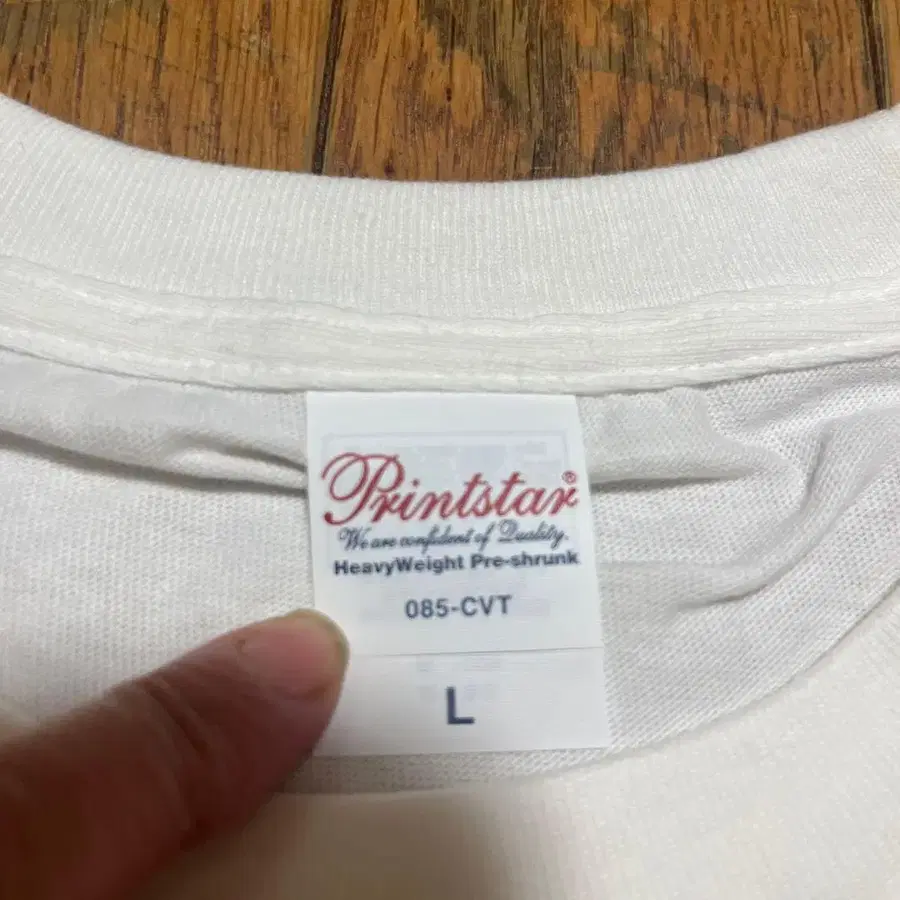 Printstar®
We are confident of Quality.
HeavyWeight Pre-shrunk
085-CVT
L